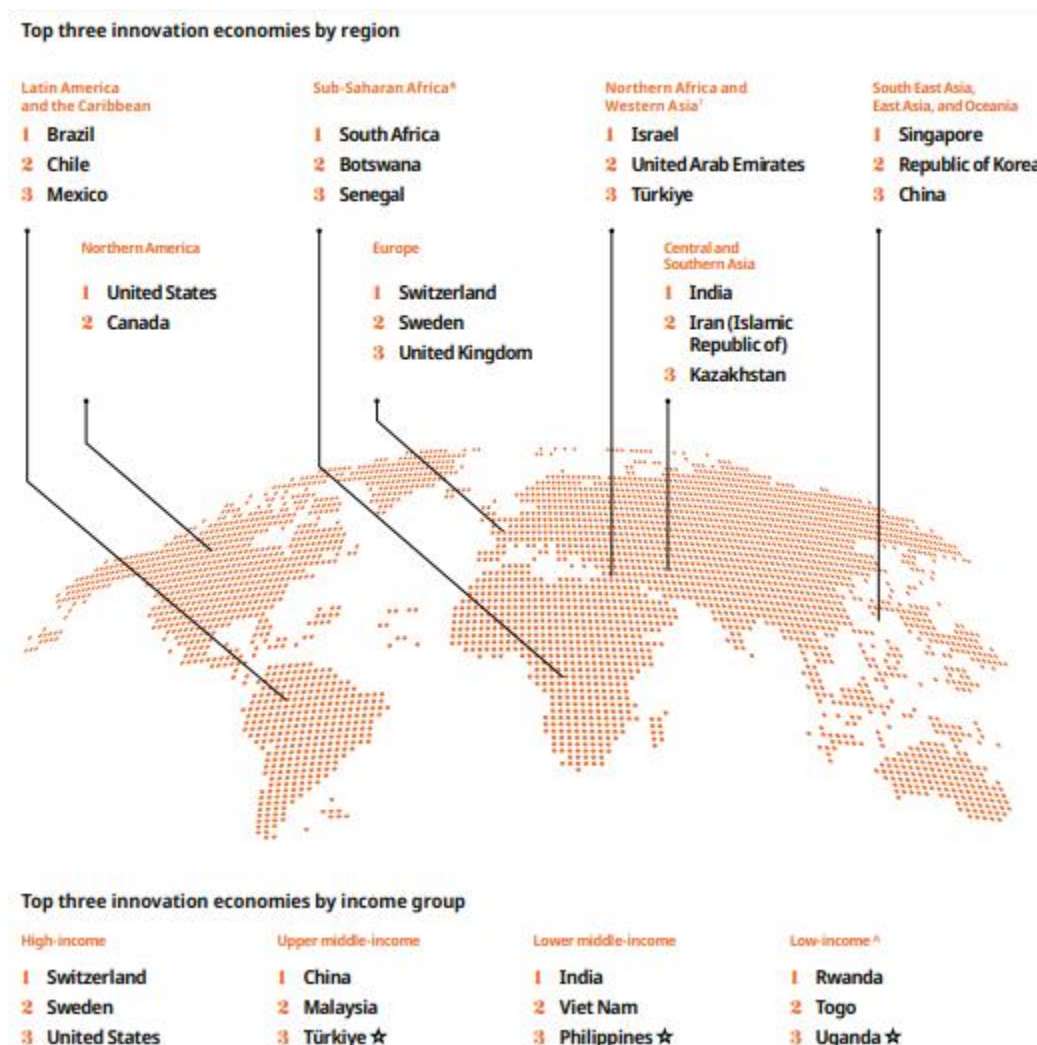 Top three innovation economies by region
Latin America
and the Caribbean
1 Brazil
2 Chile
3 Mexico
Sub-Saharan Africa*
1 South Africa
2 Botswana
3 Senegal
Northern Africa and
Western Asia†
1 Israel
2 United Arab Emirates
3 Türkiye
South East Asia,
East Asia, and Oceania
1 Singapore
2 Republic of Korea
3 China
Northern America
1 United States
2 Canada
Europe
1 Switzerland
2 Sweden
3 United Kingdom
Central and
Southern Asia
1 India
2 Iran (Islamic
Republic of)
3 Kazakhstan
Top three innovation economies by income group
High-income
1 Switzerland
2 Sweden
3 United States
Upper middle-income
1 China
2 Malaysia
3 Türkiye ☆
Lower middle-income
1 India
2 Viet Nam
3 Philippines ☆
Low-income ^
1 Rwanda
2 Togo
3 Uganda ☆